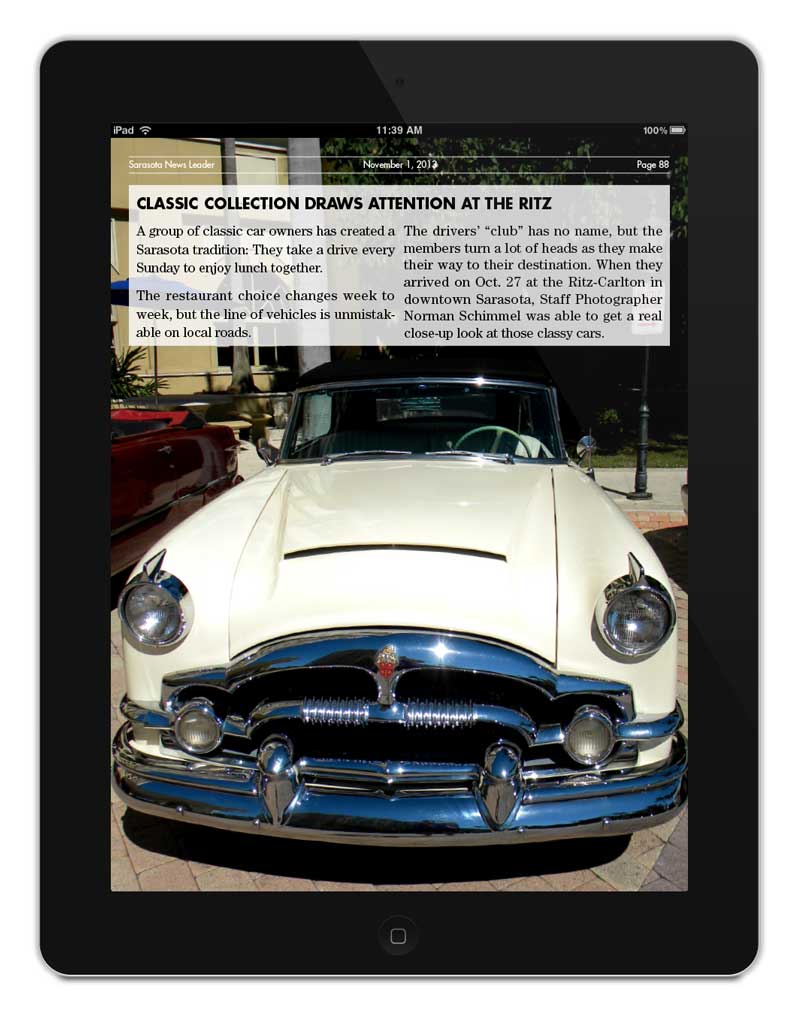 iPad
11:39 AM
100%
Sarasota News Leader
November 1, 2013
Page 88
CLASSIC COLLECTION DRAWS ATTENTION AT THE RITZ
A group of classic car owners has created a
Sarasota tradition: They take a drive every
Sunday to enjoy lunch together.
The restaurant choice changes week to
week, but the line of vehicles is unmistak-
able on local roads.
The drivers’ “club” has no name, but the
members turn a lot of heads as they make
their way to their destination. When they
arrived on Oct. 27 at the Ritz-Carlton in
downtown Sarasota, Staff Photographer
Norman Schimmel was able to get a real
close-up look at those classy cars.